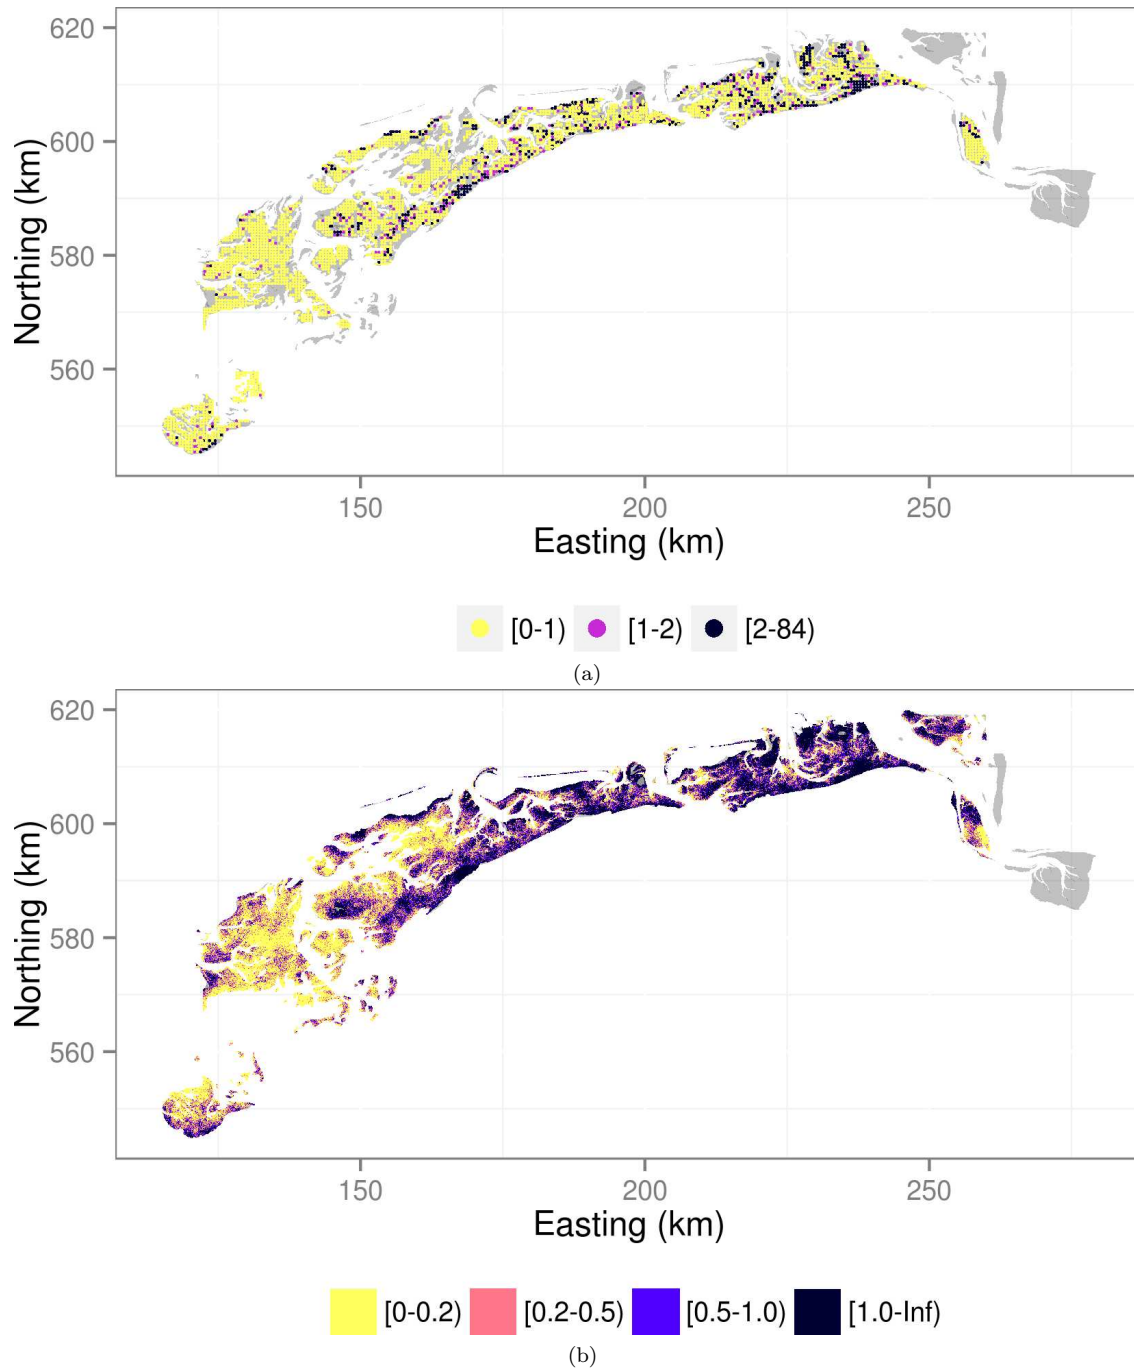 620
600
580
560
Northing (km)
150 200 250
Easting (km)
[0-1) [1-2) [2-84)
(a)
620
600
580
560
Northing (km)
150 200 250
Easting (km)
[0-0.2) [0.2-0.5) [0.5-1.0) [1.0-Inf)
(b)